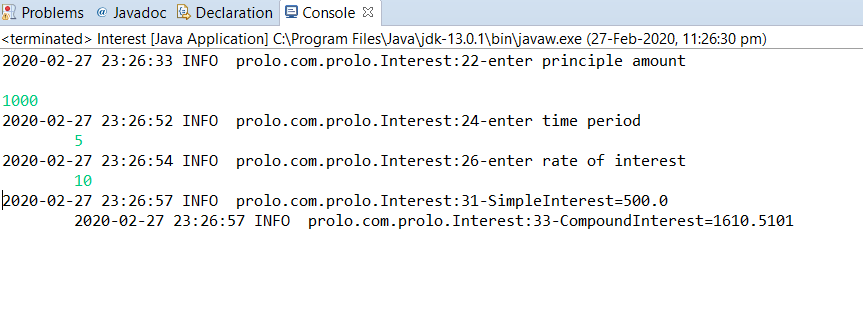 Problems @ Javadoc Declaration Console
<terminated> Interest [Java Application] C:\Program Files\Java\jdk-13.0.1\bin\javaw.exe (27-Feb-2020, 11:26:30 pm)
2020-02-27 23:26:33 INFO  prolo.com.prolo.Interest:22-enter principle amount
1000
2020-02-27 23:26:52 INFO  prolo.com.prolo.Interest:24-enter time period
5
2020-02-27 23:26:54 INFO  prolo.com.prolo.Interest:26-enter rate of interest
10
2020-02-27 23:26:57 INFO  prolo.com.prolo.Interest:31-SimpleInterest=500.0
2020-02-27 23:26:57 INFO  prolo.com.prolo.Interest:33-CompoundInterest=1610.5101